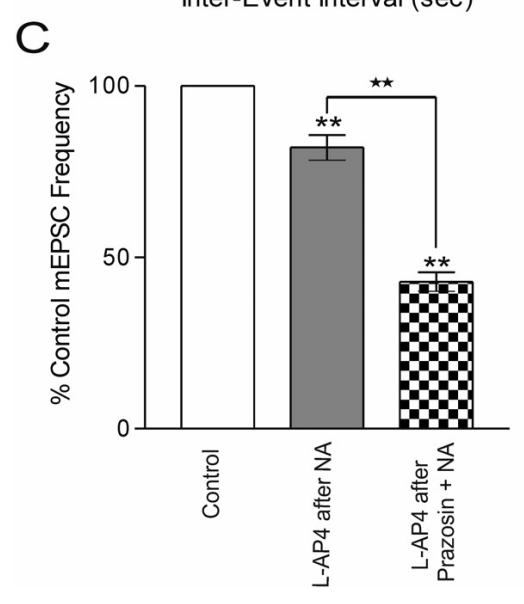 Inter-Event Interval (sec)
C
% Control mEPSC Frequency
100
50
0
**
**
**
Control
L-AP4 after NA
L-AP4 after
Prazosin + NA